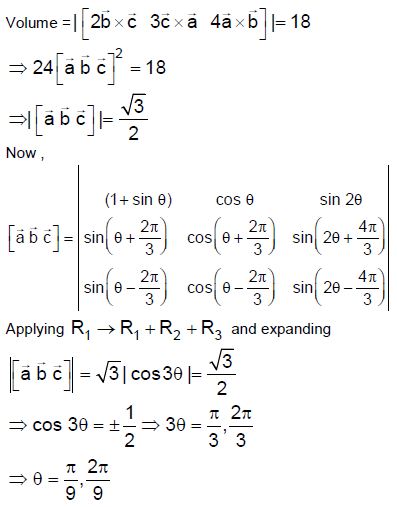 Volume =|[2b⃗ × c⃗  3c⃗ × a⃗  4a⃗ × b⃗]|= 18
⇒ 24[a⃗ b⃗ c⃗]² = 18
⇒|[a⃗ b⃗ c⃗]|= √3/2
Now ,
[a⃗ b⃗ c⃗] = | (1+ sin θ)  cos θ  sin 2θ |
| sin(θ + 2π/3)  cos(θ + 2π/3)  sin(2θ + 4π/3) |
| sin(θ − 2π/3)  cos(θ − 2π/3)  sin(2θ − 4π/3) |
Applying R₁ → R₁ + R₂ + R₃ and expanding
|[a⃗ b⃗ c⃗]| = √3 | cos3θ |= √3/2
⇒ cos 3θ = ± 1/2 ⇒ 3θ = π/3, 2π/3
⇒ θ = π/9, 2π/9